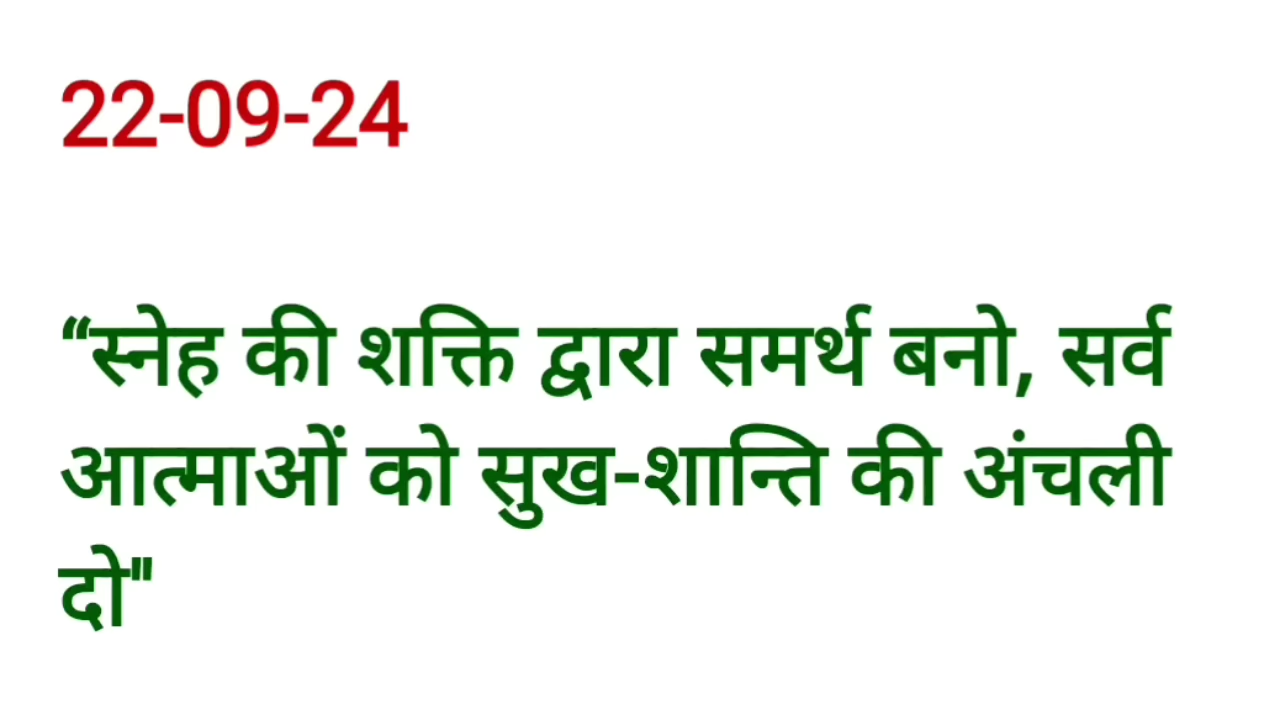 22-09-24
“स्नेह की शक्ति द्वारा समर्थ बनो, सर्व
आत्माओं को सुख-शान्ति की अंचली
दो"